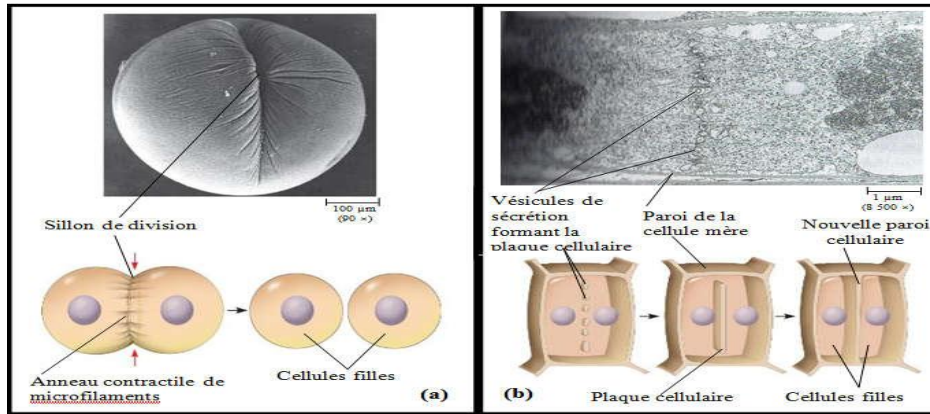 100 µm
(90 ×)
Sillon de division
Anneau contractile de
microfilaments
Cellules filles
(a)
1 µm
(8 500 ×)
Vésicules de
sécrétion
formant la
plaque cellulaire
Paroi de la
cellule mère
Nouvelle paroi
cellulaire
(b)
Plaque cellulaire
Cellules filles